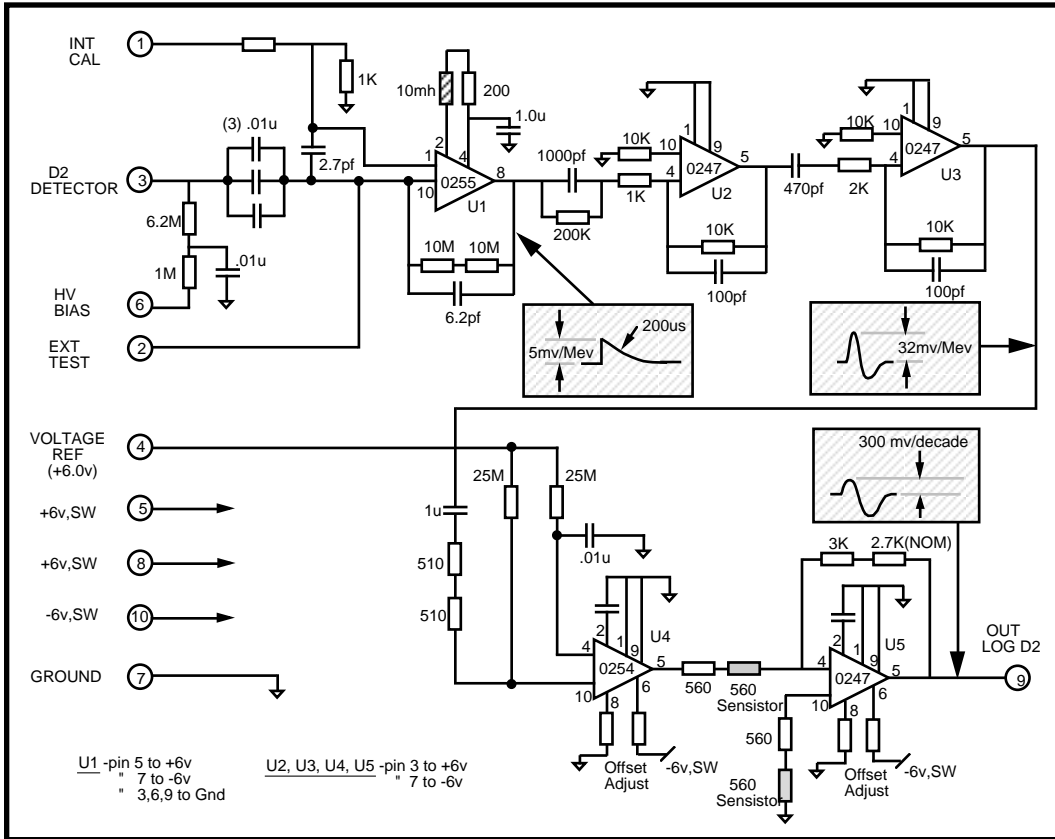 INT
CAL
1
1K
10mh
200
1.0u
(3) .01u
2.7pf
D2
DETECTOR
3
6.2M
1M
.01u
HV
BIAS
6
EXT
TEST
2
2
4
1
10
0255
8
U1
10M
10M
6.2pf
1000pf
200K
1K
10K
1
10
9
4
0247
5
U2
10K
100pf
470pf
2K
10K
1
10
9
4
0247
5
U3
10K
100pf
5mv/Mev
200us
32mv/Mev
VOLTAGE
REF
(+6.0v)
4
+6v,SW
5
+6v,SW
8
-6v,SW
10
GROUND
7
1u
510
510
25M
25M
.01u
2
1
9
4
10
0254
5
6
8
U4
Offset
Adjust
-6v,SW
560
560
Sensistor
300 mv/decade
3K
2.7K(NOM)
2
1
9
4
10
0247
5
6
8
U5
560
560
Sensistor
Offset
Adjust
-6v,SW
OUT
LOG D2
9
U1 -pin 5 to +6v
" 7 to -6v
" 3,6,9 to Gnd
U2, U3, U4, U5 -pin 3 to +6v
" 7 to -6v